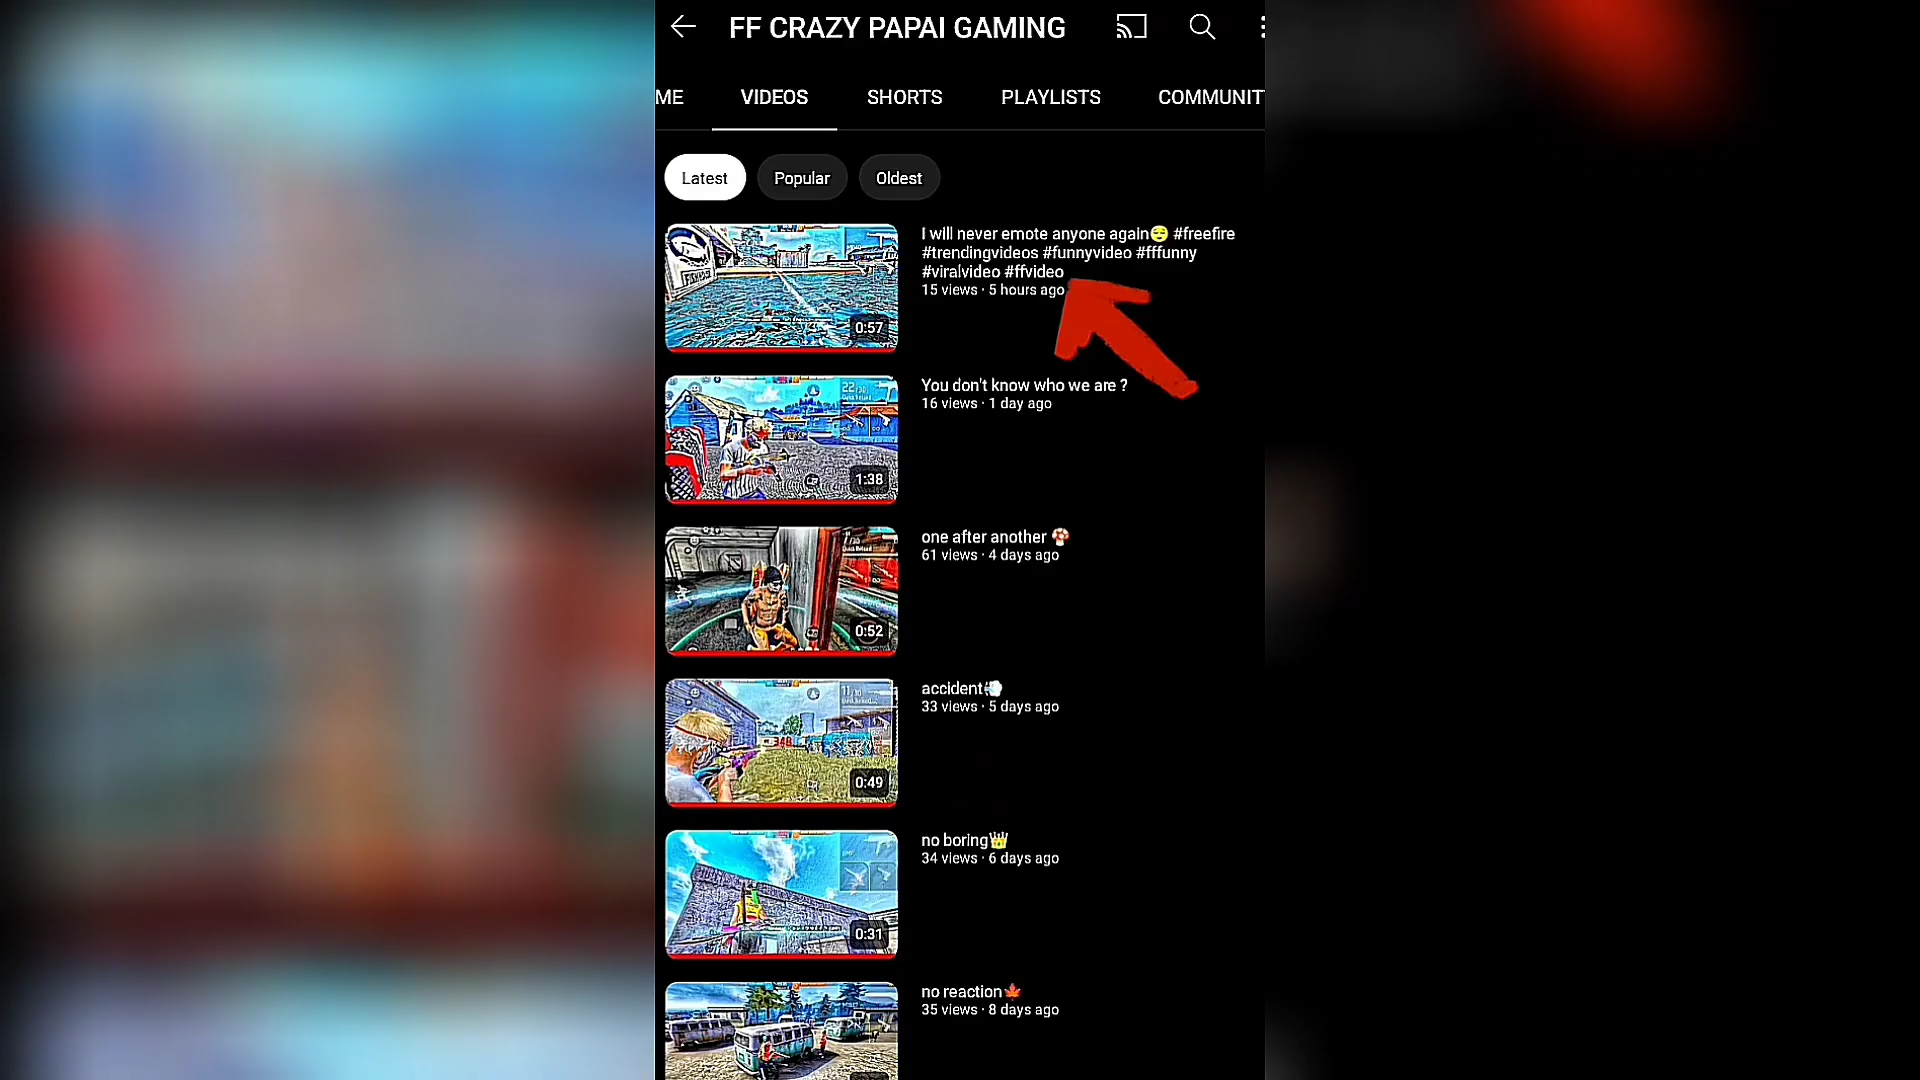 FF CRAZY PAPAI GAMING
ME VIDEOS SHORTS PLAYLISTS COMMUNIT
Latest Popular Oldest
I will never emote anyone again😌 #freefire
#trendingvideos #funnyvideo #fffunny
#viralvideo #ffvideo
15 views · 5 hours ago
0:57
You don't know who we are ?
16 views · 1 day ago
1:38
one after another 🍄
61 views · 4 days ago
0:52
accident💨
33 views · 5 days ago
0:49
no boring👑
34 views · 6 days ago
0:31
no reaction🍁
35 views · 8 days ago